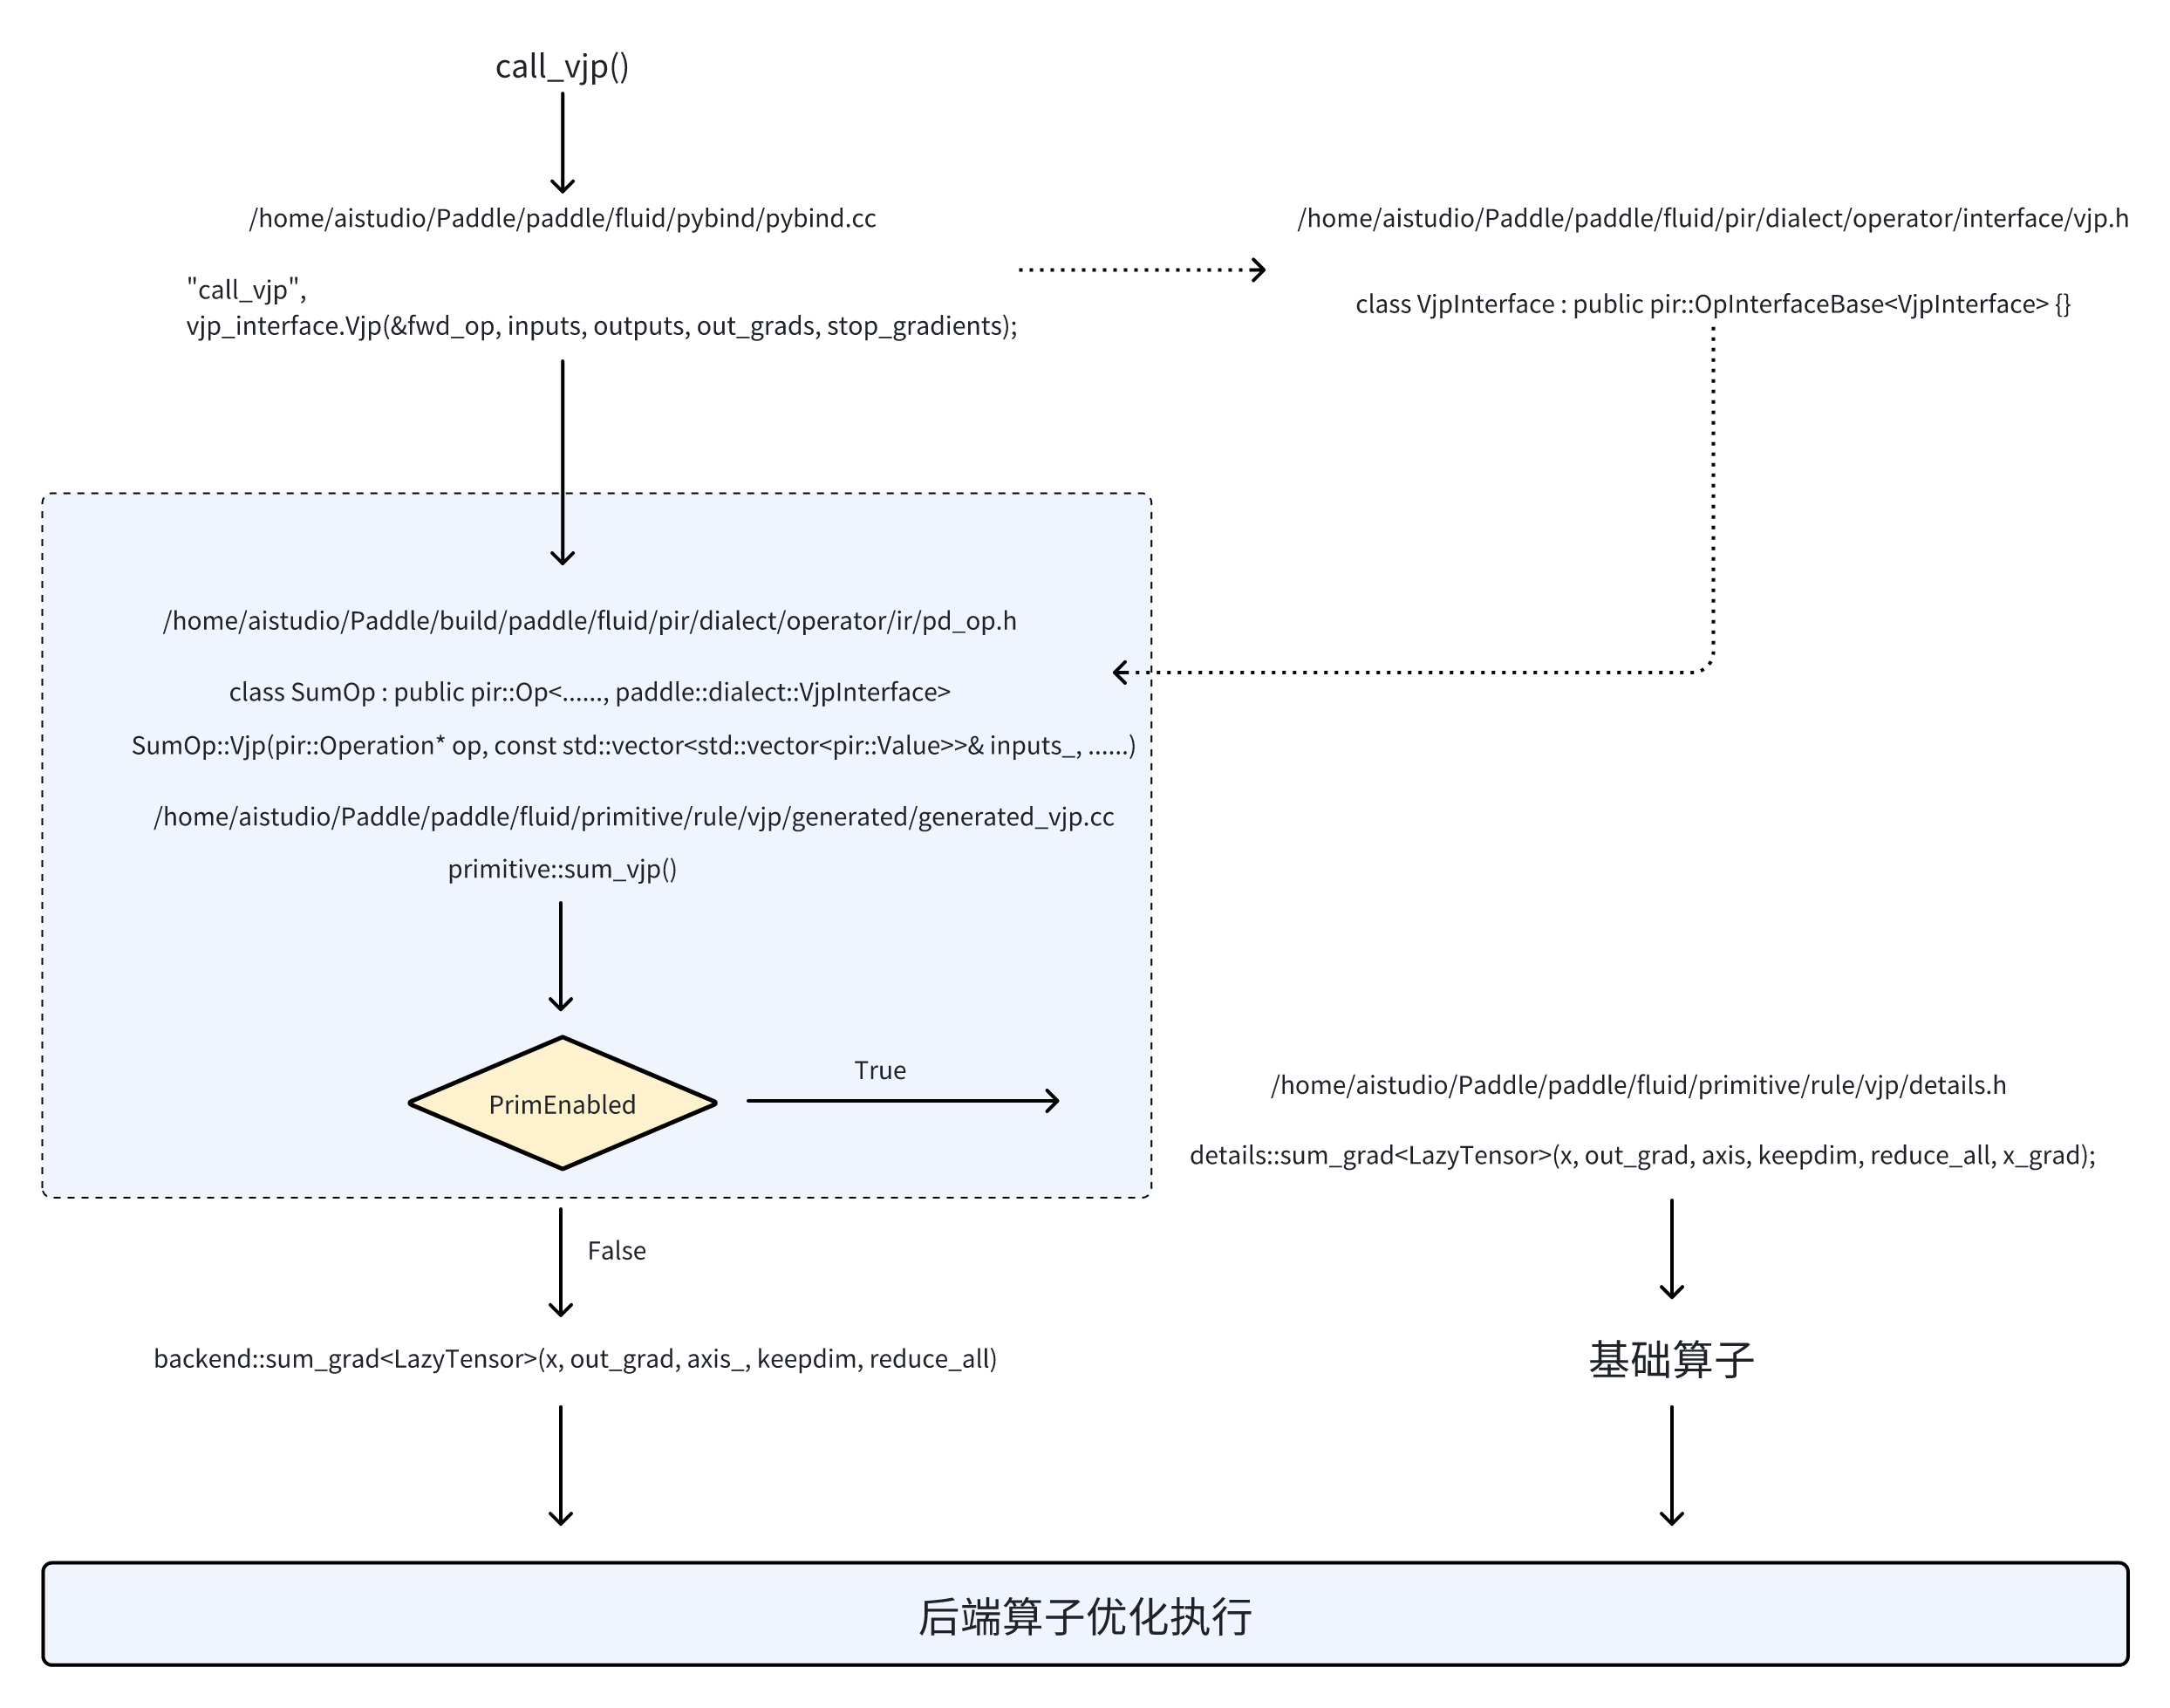 call_vjp()
/home/aistudio/Paddle/paddle/fluid/pybind/pybind.cc
"call_vjp",
vjp_interface.Vjp(&fwd_op, inputs, outputs, out_grads, stop_gradients);
/home/aistudio/Paddle/paddle/fluid/pir/dialect/operator/interface/vjp.h
class VjpInterface : public pir::OpInterfaceBase<VjpInterface> {}
/home/aistudio/Paddle/build/paddle/fluid/pir/dialect/operator/ir/pd_op.h
class SumOp : public pir::Op<......, paddle::dialect::VjpInterface>
SumOp::Vjp(pir::Operation* op, const std::vector<std::vector<pir::Value>>& inputs_, ......)
/home/aistudio/Paddle/paddle/fluid/primitive/rule/vjp/generated/generated_vjp.cc
primitive::sum_vjp()
PrimEnabled
True
/home/aistudio/Paddle/paddle/fluid/primitive/rule/vjp/details.h
details::sum_grad<LazyTensor>(x, out_grad, axis, keepdim, reduce_all, x_grad);
False
backend::sum_grad<LazyTensor>(x, out_grad, axis_, keepdim, reduce_all)
基础算子
后端算子优化执行